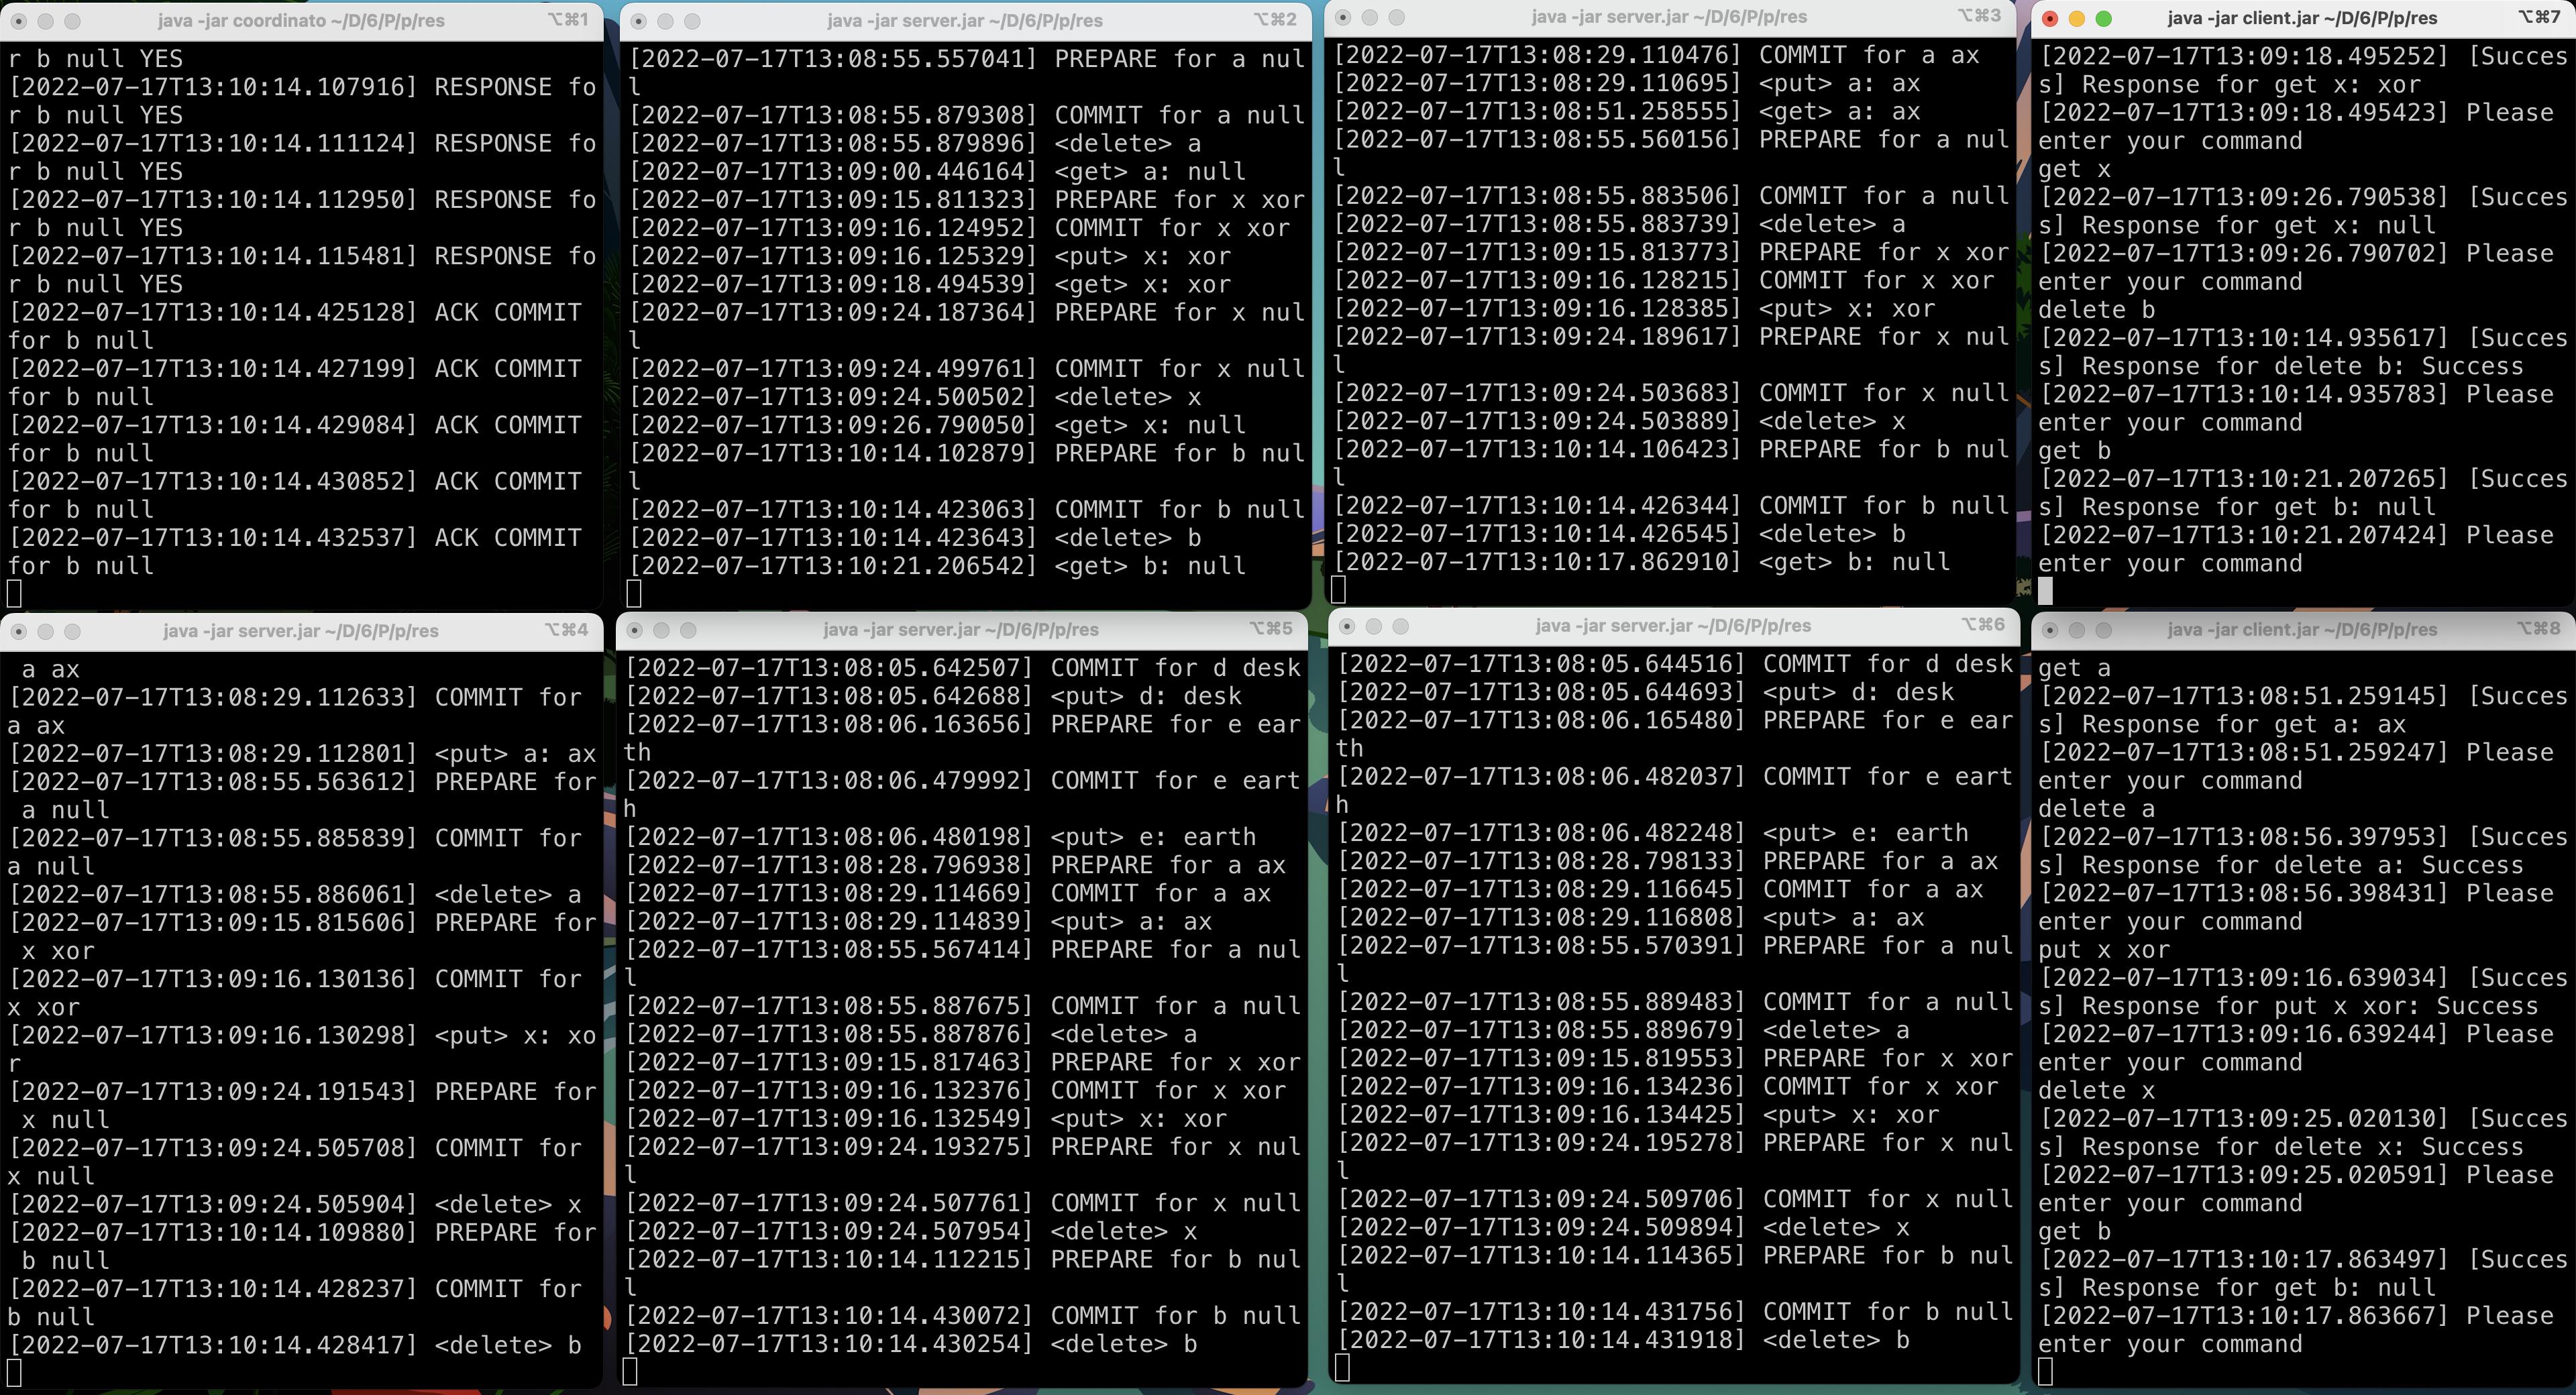 java -jar coordinato ~/D/6/P/p/res ⌥⌘1
r b null YES
[2022-07-17T13:10:14.107916] RESPONSE fo
r b null YES
[2022-07-17T13:10:14.111124] RESPONSE fo
r b null YES
[2022-07-17T13:10:14.112950] RESPONSE fo
r b null YES
[2022-07-17T13:10:14.115481] RESPONSE fo
r b null YES
[2022-07-17T13:10:14.425128] ACK COMMIT
for b null
[2022-07-17T13:10:14.427199] ACK COMMIT
for b null
[2022-07-17T13:10:14.429084] ACK COMMIT
for b null
[2022-07-17T13:10:14.430852] ACK COMMIT
for b null
[2022-07-17T13:10:14.432537] ACK COMMIT
for b null
java -jar server.jar ~/D/6/P/p/res ⌥⌘2
[2022-07-17T13:08:55.557041] PREPARE for a nul
l
[2022-07-17T13:08:55.879308] COMMIT for a null
[2022-07-17T13:08:55.879896] <delete> a
[2022-07-17T13:09:00.446164] <get> a: null
[2022-07-17T13:09:15.811323] PREPARE for x xor
[2022-07-17T13:09:16.124952] COMMIT for x xor
[2022-07-17T13:09:16.125329] <put> x: xor
[2022-07-17T13:09:18.494539] <get> x: xor
[2022-07-17T13:09:24.187364] PREPARE for x nul
l
[2022-07-17T13:09:24.499761] COMMIT for x null
[2022-07-17T13:09:24.500502] <delete> x
[2022-07-17T13:09:26.790050] <get> x: null
[2022-07-17T13:10:14.102879] PREPARE for b nul
l
[2022-07-17T13:10:14.423063] COMMIT for b null
[2022-07-17T13:10:14.423643] <delete> b
[2022-07-17T13:10:21.206542] <get> b: null
java -jar server.jar ~/D/6/P/p/res ⌥⌘3
[2022-07-17T13:08:29.110476] COMMIT for a ax
[2022-07-17T13:08:29.110695] <put> a: ax
[2022-07-17T13:08:51.258555] <get> a: ax
[2022-07-17T13:08:55.560156] PREPARE for a nul
l
[2022-07-17T13:08:55.883506] COMMIT for a null
[2022-07-17T13:08:55.883739] <delete> a
[2022-07-17T13:09:15.813773] PREPARE for x xor
[2022-07-17T13:09:16.128215] COMMIT for x xor
[2022-07-17T13:09:16.128385] <put> x: xor
[2022-07-17T13:09:24.189617] PREPARE for x nul
l
[2022-07-17T13:09:24.503683] COMMIT for x null
[2022-07-17T13:09:24.503889] <delete> x
[2022-07-17T13:10:14.106423] PREPARE for b nul
l
[2022-07-17T13:10:14.426344] COMMIT for b null
[2022-07-17T13:10:14.426545] <delete> b
[2022-07-17T13:10:17.862910] <get> b: null
java -jar client.jar ~/D/6/P/p/res ⌥⌘7
[2022-07-17T13:09:18.495252] [Succes
s] Response for get x: xor
[2022-07-17T13:09:18.495423] Please
enter your command
get x
[2022-07-17T13:09:26.790538] [Succes
s] Response for get x: null
[2022-07-17T13:09:26.790702] Please
enter your command
delete b
[2022-07-17T13:10:14.935617] [Succes
s] Response for delete b: Success
[2022-07-17T13:10:14.935783] Please
enter your command
get b
[2022-07-17T13:10:21.207265] [Succes
s] Response for get b: null
[2022-07-17T13:10:21.207424] Please
enter your command
java -jar server.jar ~/D/6/P/p/res ⌥⌘4
a ax
[2022-07-17T13:08:29.112633] COMMIT for
a ax
[2022-07-17T13:08:29.112801] <put> a: ax
[2022-07-17T13:08:55.563612] PREPARE for
a null
[2022-07-17T13:08:55.885839] COMMIT for
a null
[2022-07-17T13:08:55.886061] <delete> a
[2022-07-17T13:09:15.815606] PREPARE for
x xor
[2022-07-17T13:09:16.130136] COMMIT for
x xor
[2022-07-17T13:09:16.130298] <put> x: xo
r
[2022-07-17T13:09:24.191543] PREPARE for
x null
[2022-07-17T13:09:24.505708] COMMIT for
x null
[2022-07-17T13:09:24.505904] <delete> x
[2022-07-17T13:10:14.109880] PREPARE for
b null
[2022-07-17T13:10:14.428237] COMMIT for
b null
[2022-07-17T13:10:14.428417] <delete> b
java -jar server.jar ~/D/6/P/p/res ⌥⌘5
[2022-07-17T13:08:05.642507] COMMIT for d desk
[2022-07-17T13:08:05.642688] <put> d: desk
[2022-07-17T13:08:06.163656] PREPARE for e ear
th
[2022-07-17T13:08:06.479992] COMMIT for e eart
h
[2022-07-17T13:08:06.480198] <put> e: earth
[2022-07-17T13:08:28.796938] PREPARE for a ax
[2022-07-17T13:08:29.114669] COMMIT for a ax
[2022-07-17T13:08:29.114839] <put> a: ax
[2022-07-17T13:08:55.567414] PREPARE for a nul
l
[2022-07-17T13:08:55.887675] COMMIT for a null
[2022-07-17T13:08:55.887876] <delete> a
[2022-07-17T13:09:15.817463] PREPARE for x xor
[2022-07-17T13:09:16.132376] COMMIT for x xor
[2022-07-17T13:09:16.132549] <put> x: xor
[2022-07-17T13:09:24.193275] PREPARE for x nul
l
[2022-07-17T13:09:24.507761] COMMIT for x null
[2022-07-17T13:09:24.507954] <delete> x
[2022-07-17T13:10:14.112215] PREPARE for b nul
l
[2022-07-17T13:10:14.430072] COMMIT for b null
[2022-07-17T13:10:14.430254] <delete> b
java -jar server.jar ~/D/6/P/p/res ⌥⌘6
[2022-07-17T13:08:05.644516] COMMIT for d desk
[2022-07-17T13:08:05.644693] <put> d: desk
[2022-07-17T13:08:06.165480] PREPARE for e ear
th
[2022-07-17T13:08:06.482037] COMMIT for e eart
h
[2022-07-17T13:08:06.482248] <put> e: earth
[2022-07-17T13:08:28.798133] PREPARE for a ax
[2022-07-17T13:08:29.116645] COMMIT for a ax
[2022-07-17T13:08:29.116808] <put> a: ax
[2022-07-17T13:08:55.570391] PREPARE for a nul
l
[2022-07-17T13:08:55.889483] COMMIT for a null
[2022-07-17T13:08:55.889679] <delete> a
[2022-07-17T13:09:15.819553] PREPARE for x xor
[2022-07-17T13:09:16.134236] COMMIT for x xor
[2022-07-17T13:09:16.134425] <put> x: xor
[2022-07-17T13:09:24.195278] PREPARE for x nul
l
[2022-07-17T13:09:24.509706] COMMIT for x null
[2022-07-17T13:09:24.509894] <delete> x
[2022-07-17T13:10:14.114365] PREPARE for b nul
l
[2022-07-17T13:10:14.431756] COMMIT for b null
[2022-07-17T13:10:14.431918] <delete> b
java -jar client.jar ~/D/6/P/p/res ⌥⌘8
get a
[2022-07-17T13:08:51.259145] [Succes
s] Response for get a: ax
[2022-07-17T13:08:51.259247] Please
enter your command
delete a
[2022-07-17T13:08:56.397953] [Succes
s] Response for delete a: Success
[2022-07-17T13:08:56.398431] Please
enter your command
put x xor
[2022-07-17T13:09:16.639034] [Succes
s] Response for put x xor: Success
[2022-07-17T13:09:16.639244] Please
enter your command
delete x
[2022-07-17T13:09:25.020130] [Succes
s] Response for delete x: Success
[2022-07-17T13:09:25.020591] Please
enter your command
get b
[2022-07-17T13:10:17.863497] [Succes
s] Response for get b: null
[2022-07-17T13:10:17.863667] Please
enter your command